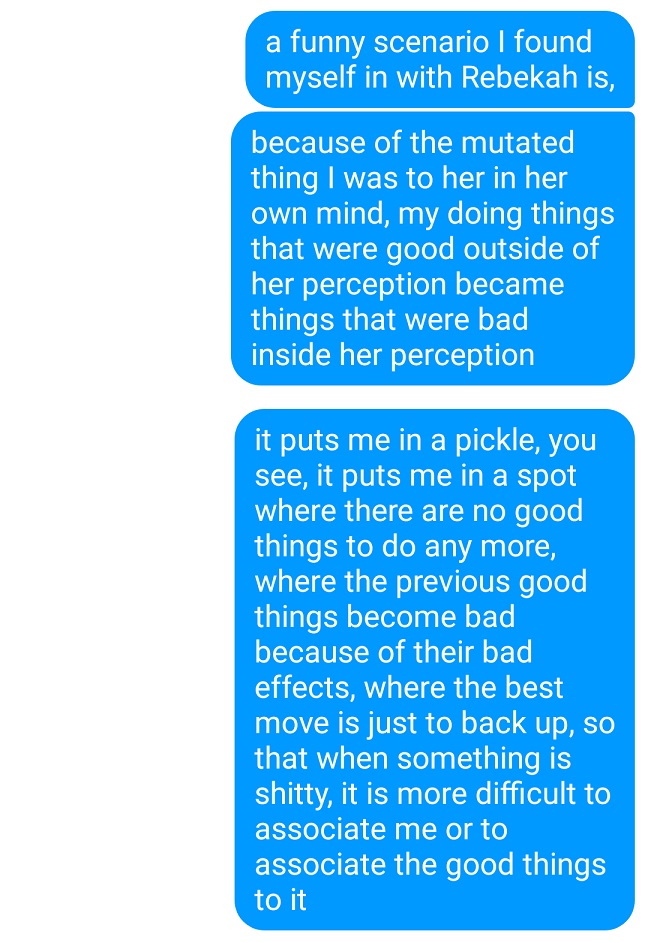 a funny scenario I found
myself in with Rebekah is,
because of the mutated
thing I was to her in her
own mind, my doing things
that were good outside of
her perception became
things that were bad
inside her perception
it puts me in a pickle, you
see, it puts me in a spot
where there are no good
things to do any more,
where the previous good
things become bad
because of their bad
effects, where the best
move is just to back up, so
that when something is
shitty, it is more difficult to
associate me or to
associate the good things
to it